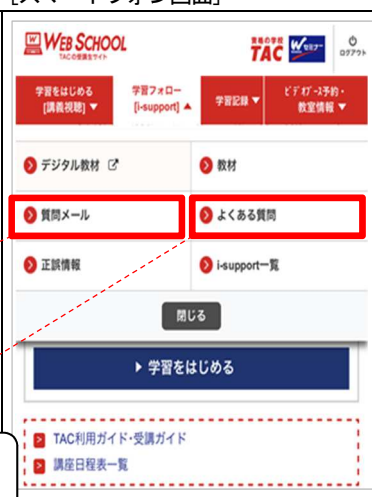 [スマートフォン画面]
WEB SCHOOL
TACの受講生サイト
資格の学校
TAC
Wセミナー
ログアウト
学習をはじめる
[講義視聴] ▼
学習フォロー
[i-support] ▲
学習記録 ▼
ビデオブース予約・
教室情報 ▼
デジタル教材
教材
質問メール
よくある質問
正誤情報
i-support一覧
閉じる
学習をはじめる
TAC利用ガイド・受講ガイド
講座日程表一覧